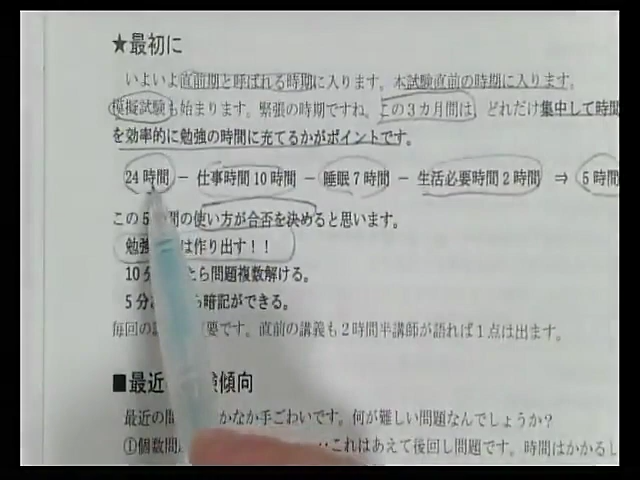 ★最初に
いよいよ直前期と呼ばれる時期に入ります。本試験直前の時期に入ります。
模擬試験も始まります。緊張の時期ですね。この３カ月間は、どれだけ集中して時間
を効率的に勉強の時間に充てるかがポイントです。
24時間 － 仕事時間10時間 － 睡眠7時間 － 生活必要時間2時間 ⇒ 5時間
この5 間の使い方が合否を決めると思います。
勉強 は作り出す！！
10分 たら問題複数解ける。
5分 暗記ができる。
毎回の 要です。直前の講義も２時間半講師が語れば１点は出ます。
■最近 傾向
最近の問 かなか手ごわいです。何が難しい問題なんでしょうか？
①個数問 ‥これはあえて後回し問題です。時間はかかるし